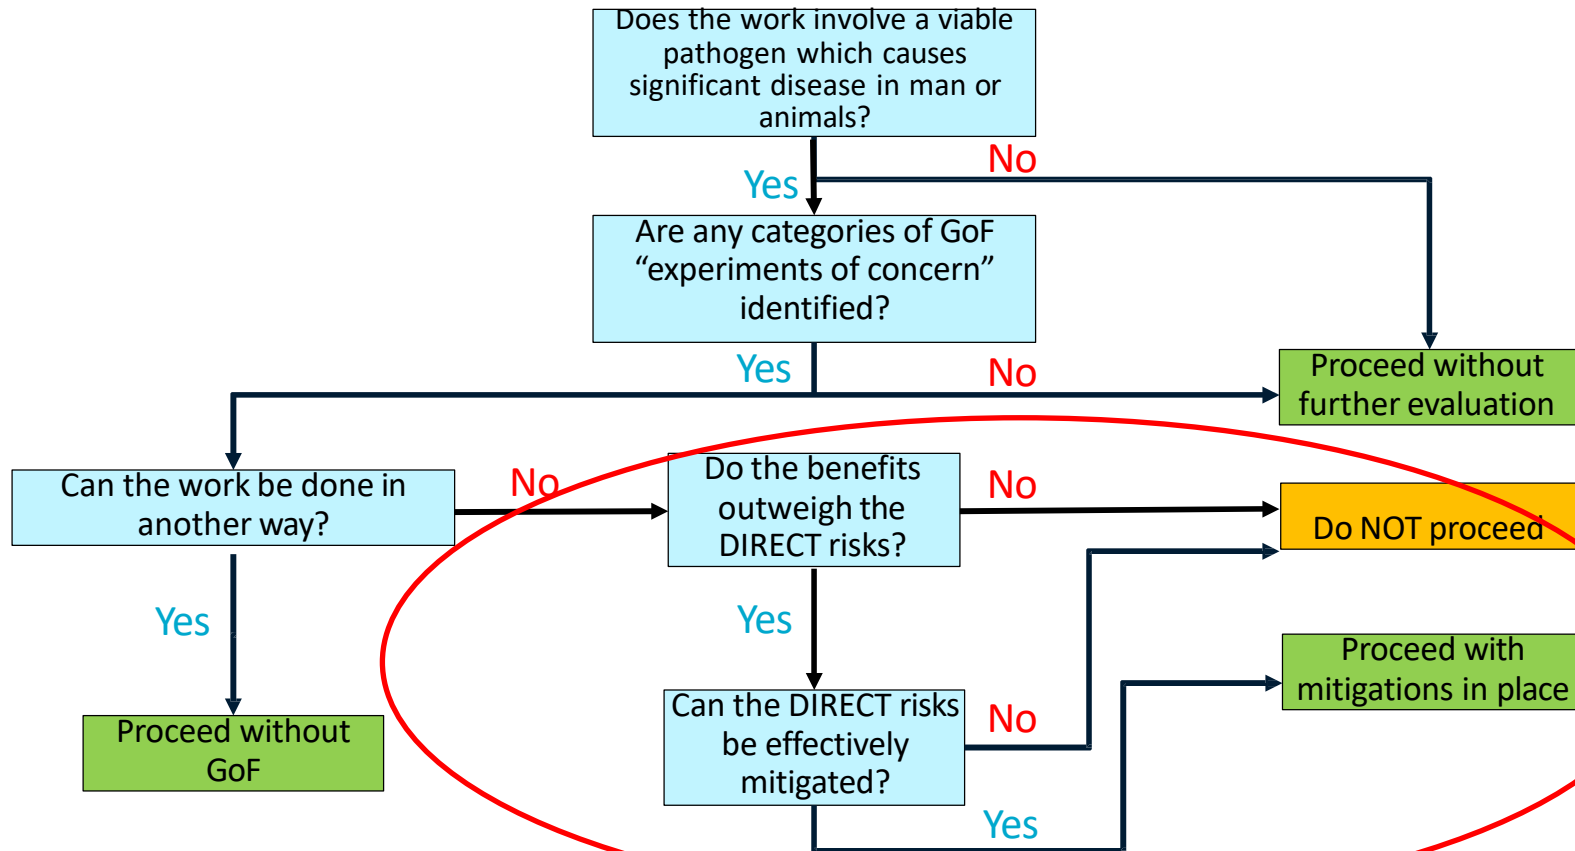 Does the work involve a viable
pathogen which causes
significant disease in man or
animals?
No
Yes
Are any categories of GoF
“experiments of concern”
identified?
Yes
No
Proceed without
further evaluation
Can the work be done in
another way?
No
Do the benefits
outweigh the
DIRECT risks?
No
Do NOT proceed
Yes
Yes
Proceed with
mitigations in place
Can the DIRECT risks
be effectively
mitigated?
No
Proceed without
GoF
Yes